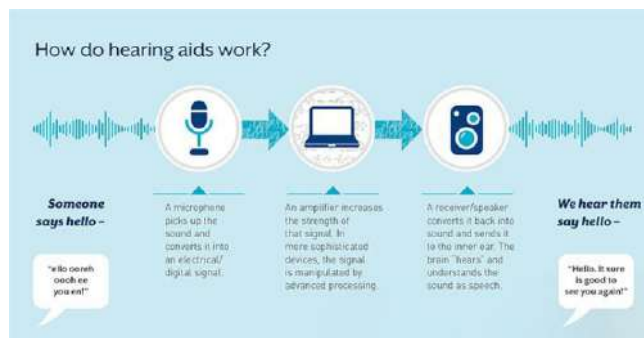 How do hearing aids work?
Someone
says hello –
"ello ooreh
oooh ee
you en!"
A microphone
picks up the
sound and
converts it into
an electrical/
digital signal.
An amplifier increases
the strength of
that signal. In
more sophisticated
devices, the signal
is manipulated by
advanced processing.
A receiver/speaker
converts it back into
sound and sends it
to the inner ear. The
brain "hears" and
understands the
sound as speech.
We hear them
say hello –
"Hello. It sure
is good to
see you again!"